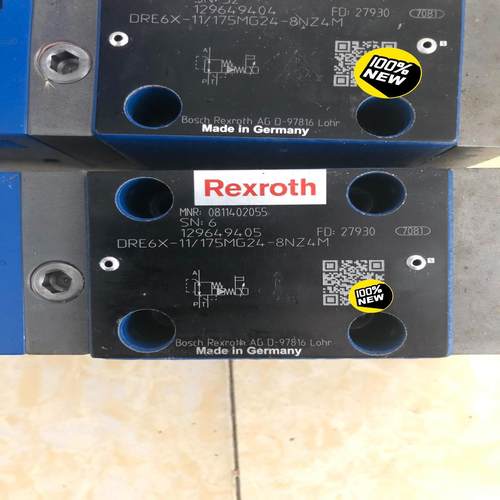 129649404
FD: 27930
7081
DRE6X-11/175MG24-8NZ4M
A
P T
100%
NEW
Bosch Rexroth AG D-97816 Lohr
Made in Germany
Rexroth
MNR: 0811402055
SN: 6
129649405
FD: 27930
7081
DRE6X-11/175MG24-8NZ4M
A
P T
100%
NEW
Bosch Rexroth AG D-97816 Lohr
Made in Germany